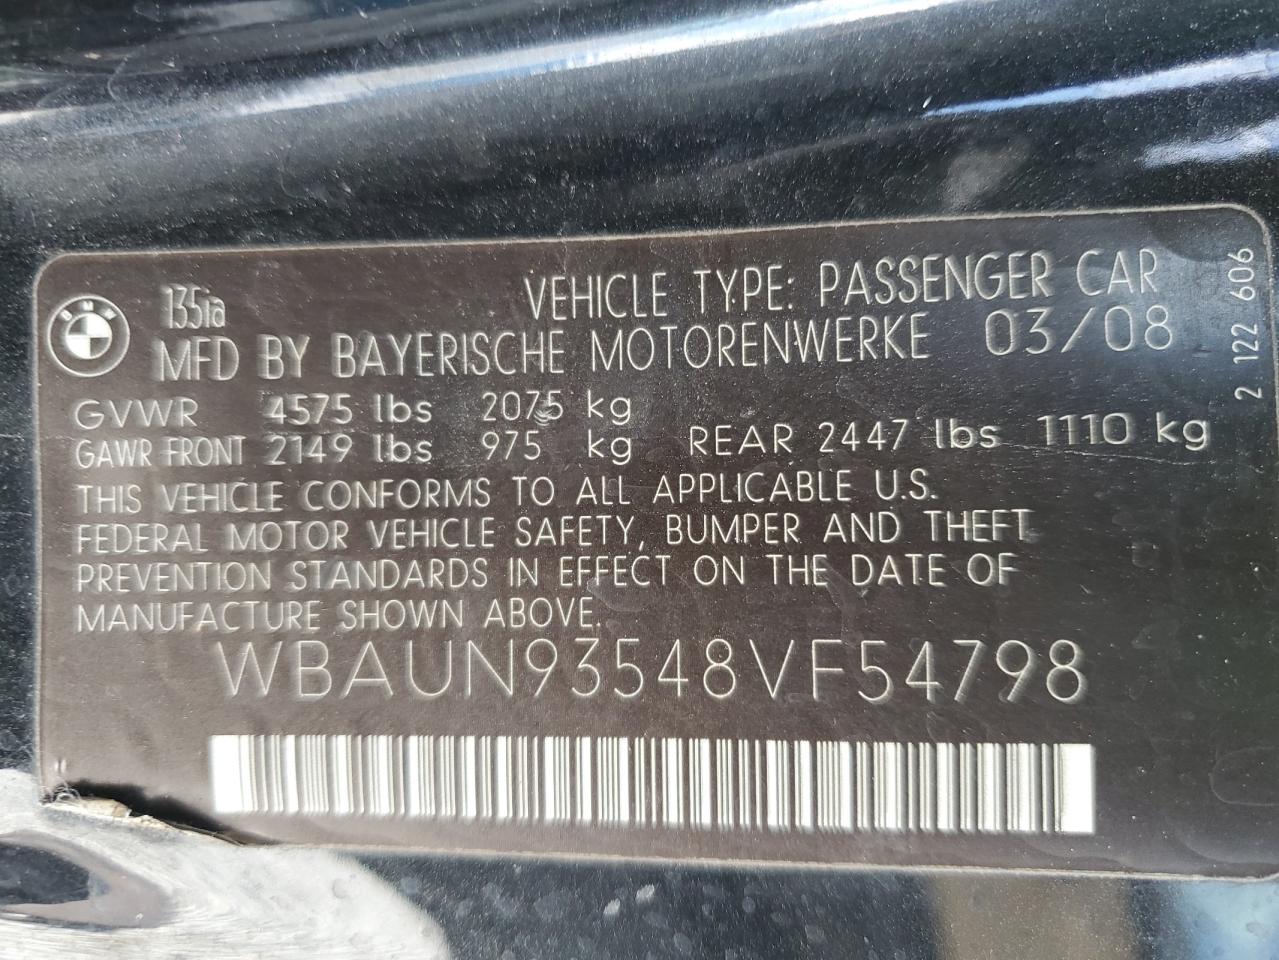 135ia
VEHICLE TYPE: PASSENGER CAR
MFD BY BAYERISCHE MOTORENWERKE 03/08
GVWR 4575 lbs 2075 kg
GAWR FRONT 2149 lbs 975 kg REAR 2447 lbs 1110 kg
THIS VEHICLE CONFORMS TO ALL APPLICABLE U.S.
FEDERAL MOTOR VEHICLE SAFETY, BUMPER AND THEFT
PREVENTION STANDARDS IN EFFECT ON THE DATE OF
MANUFACTURE SHOWN ABOVE.
WBAUN93548VF54798
2 122 606
BMW